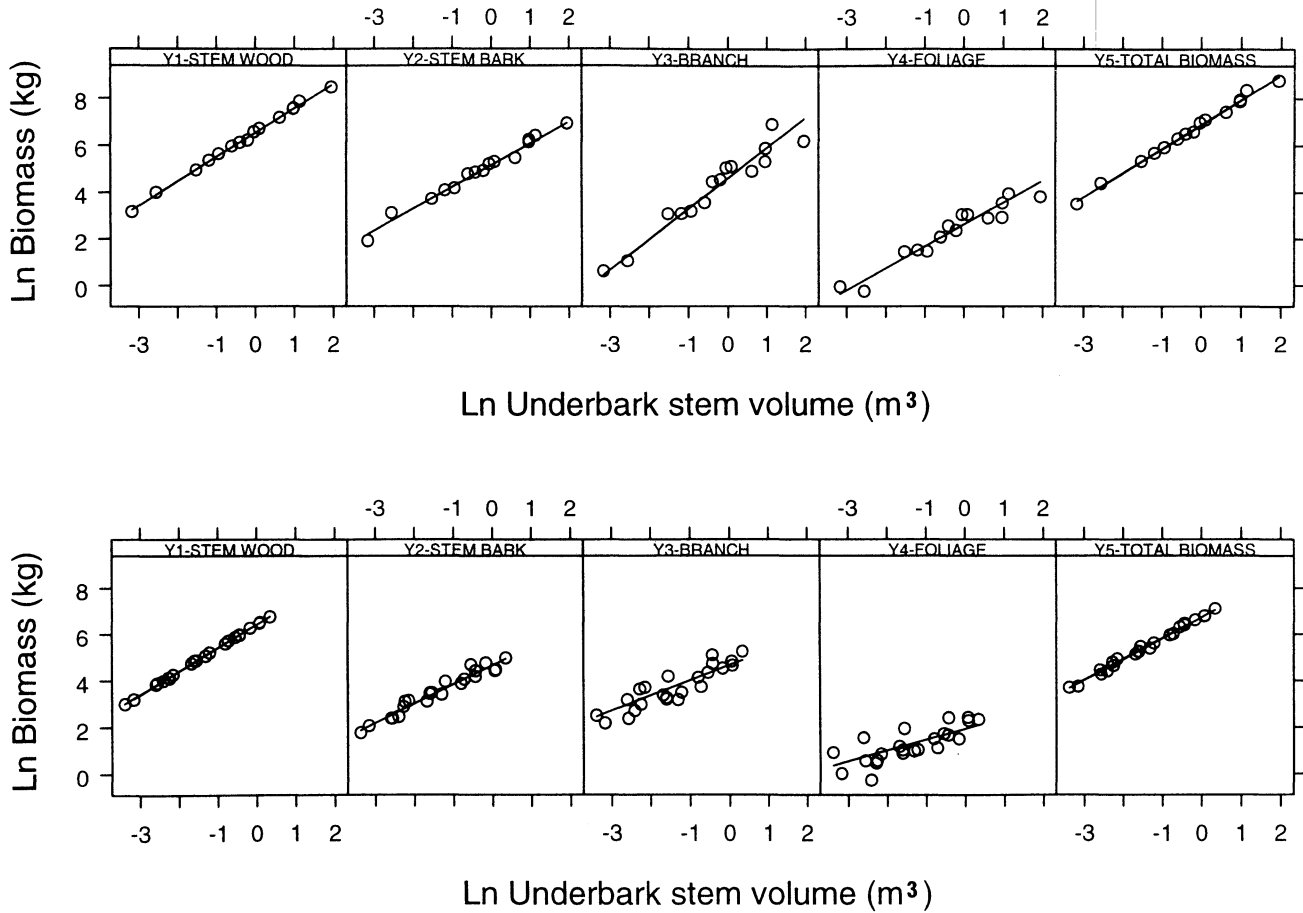 -3 -1 0 1 2 -3 -1 0 1 2
Y1-STEM WOOD Y2-STEM BARK Y3-BRANCH Y4-FOLIAGE Y5-TOTAL BIOMASS
Ln Biomass (kg)
8
6
4
2
0
-3 -1 0 1 2 -3 -1 0 1 2 -3 -1 0 1 2
Ln Underbark stem volume (m³)
-3 -1 0 1 2 -3 -1 0 1 2
Y1-STEM WOOD Y2-STEM BARK Y3-BRANCH Y4-FOLIAGE Y5-TOTAL BIOMASS
Ln Biomass (kg)
8
6
4
2
0
-3 -1 0 1 2 -3 -1 0 1 2 -3 -1 0 1 2
Ln Underbark stem volume (m³)